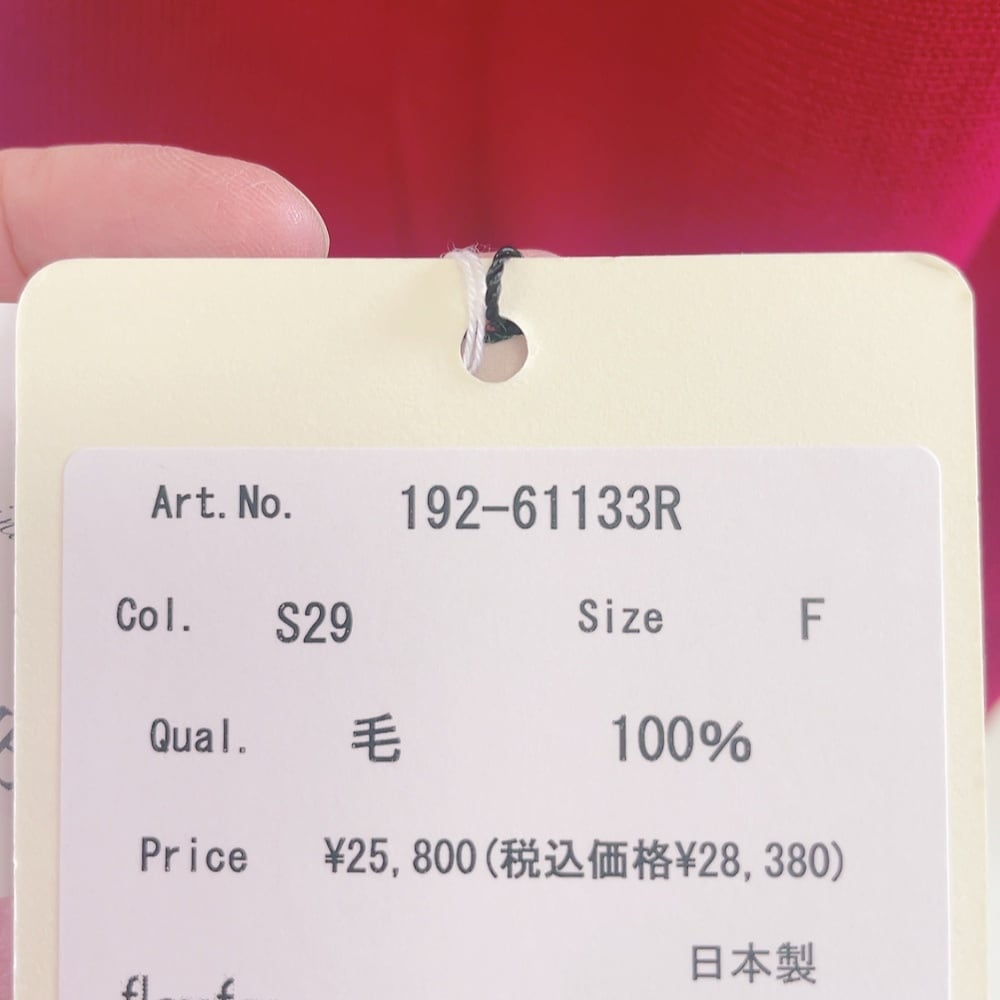 Art.No. 192-61133R
Col. S29 Size F
Qual. 毛 100%
Price ¥25,800(税込価格¥28,380)
日本製